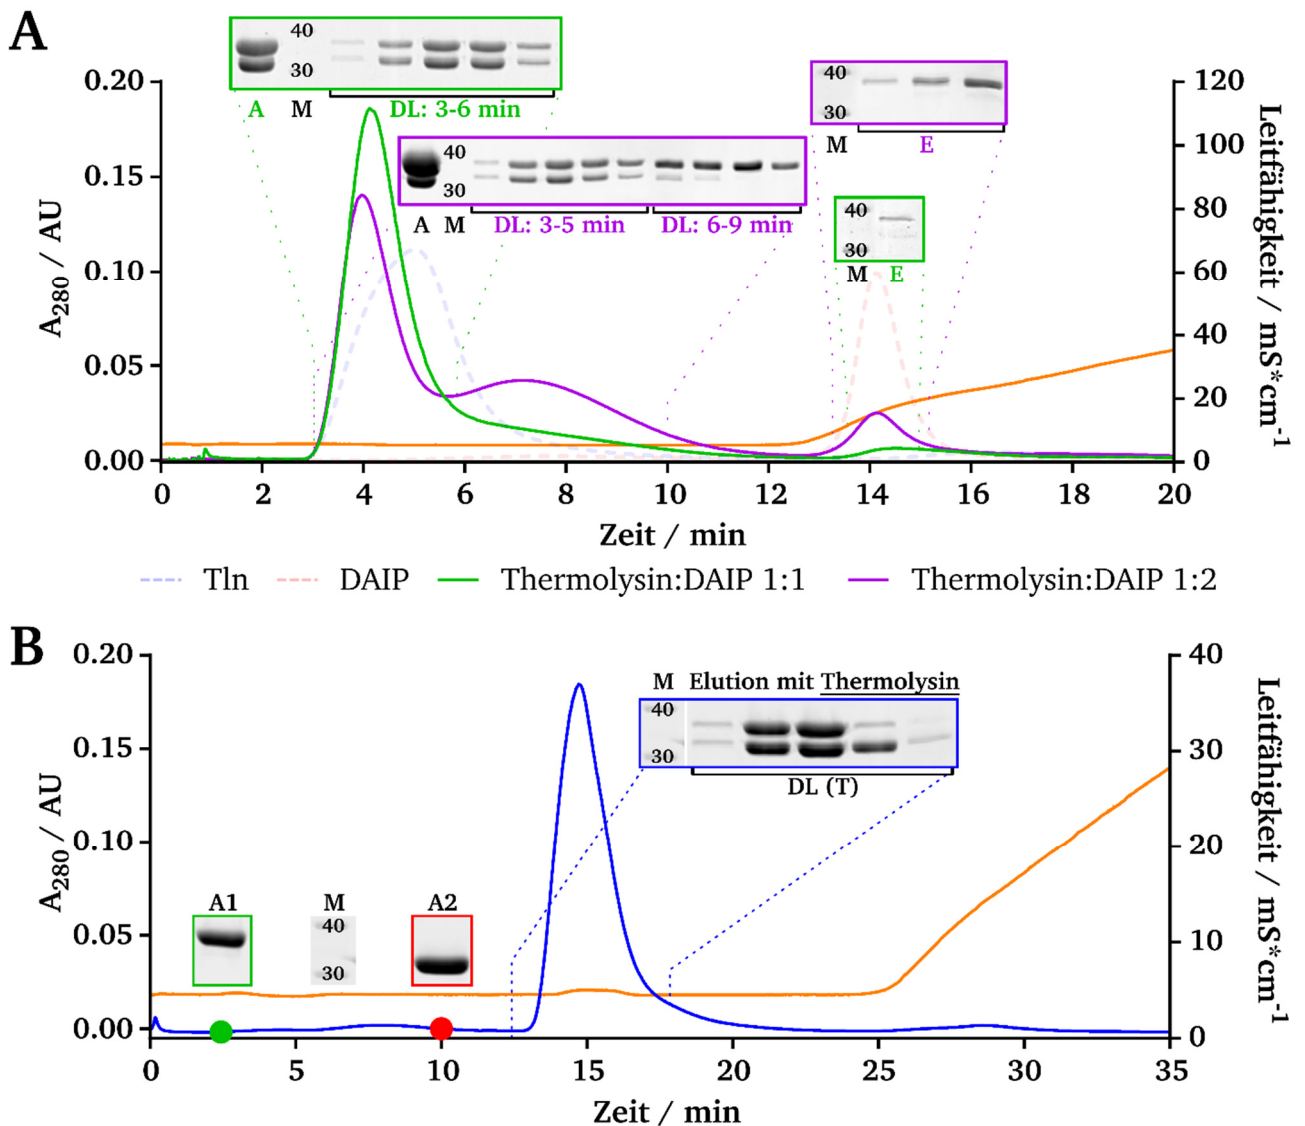 A
40
30
A M DL: 3-6 min
40
30
A M DL: 3-5 min DL: 6-9 min
40
30
M E
40
30
M E
0.20
0.15
0.10
0.05
0.00
A280 / AU
120
100
80
60
40
20
0
Leitfähigkeit / mS*cm-1
0 2 4 6 8 10 12 14 16 18 20
Zeit / min
Tln DAIP Thermolysin:DAIP 1:1 Thermolysin:DAIP 1:2
B
0.20
0.15
0.10
0.05
0.00
A280 / AU
M Elution mit Thermolysin
40
30
DL (T)
A1 M A2
40
30
40
30
20
10
0
Leitfähigkeit / mS*cm-1
0 5 10 15 20 25 30 35
Zeit / min